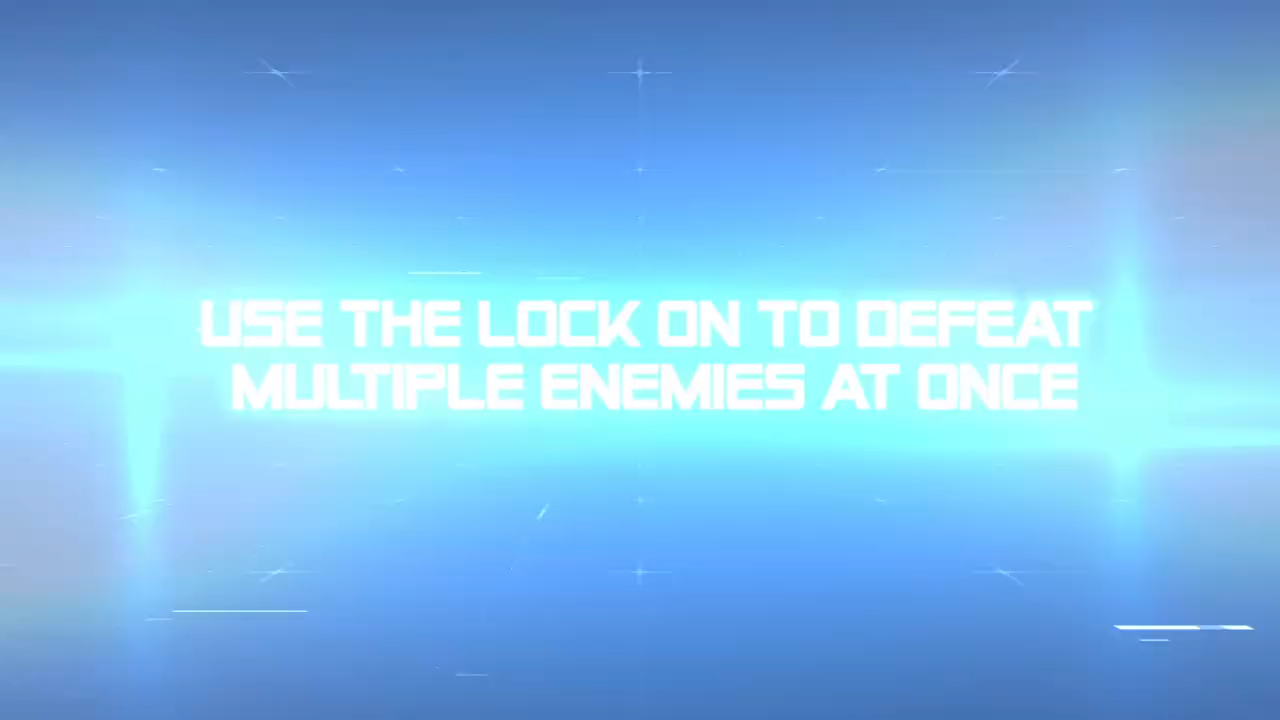 USE THE LOCK ON TO DEFEAT
MULTIPLE ENEMIES AT ONCE